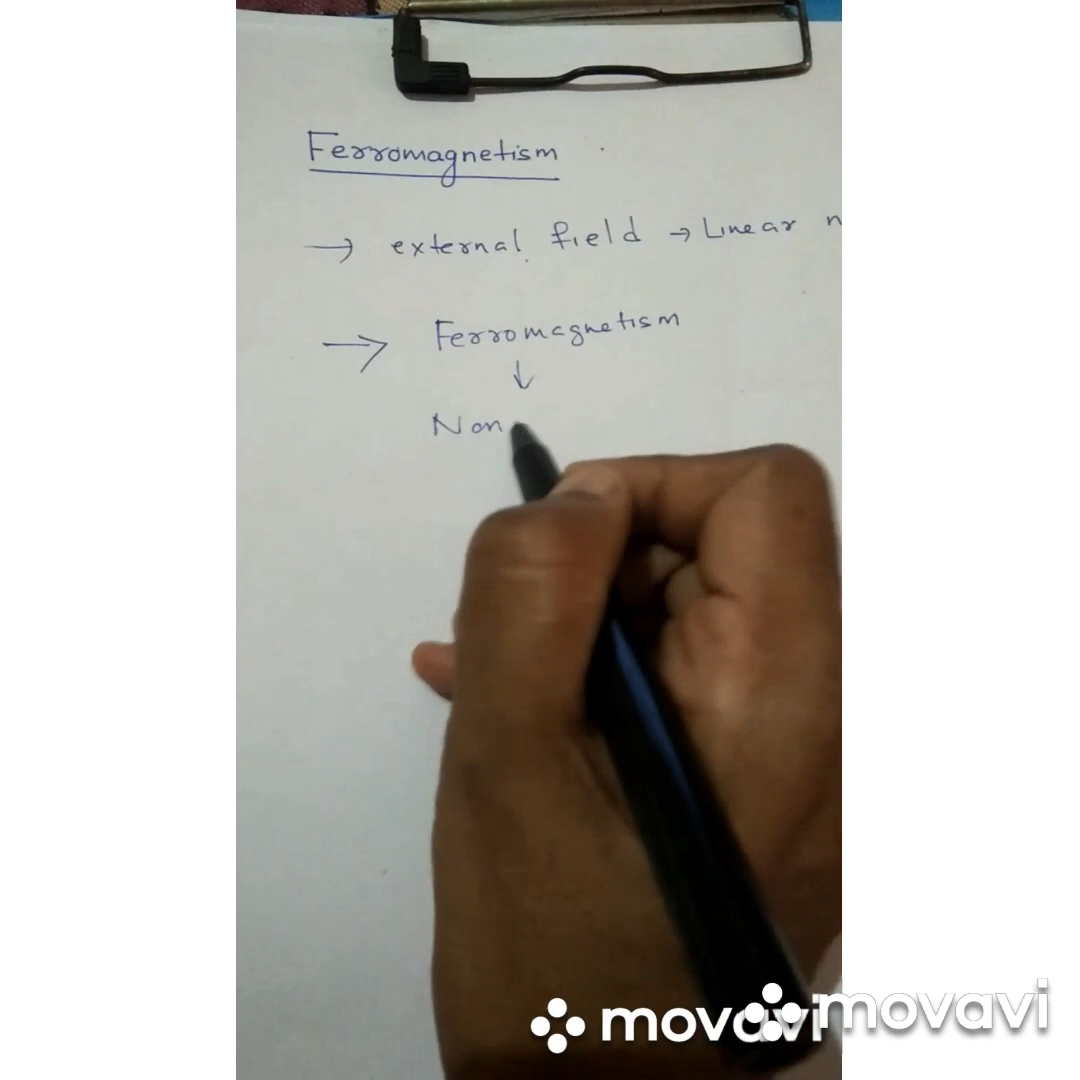 Ferromagnetism
→ external field → Linear n
→ Ferromagnetism
↓
Non
movavi movavi